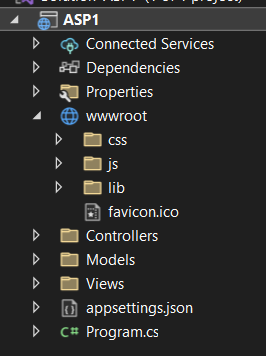 ASP1
Connected Services
Dependencies
Properties
wwwroot
css
js
lib
favicon.ico
Controllers
Models
Views
appsettings.json
C# Program.cs